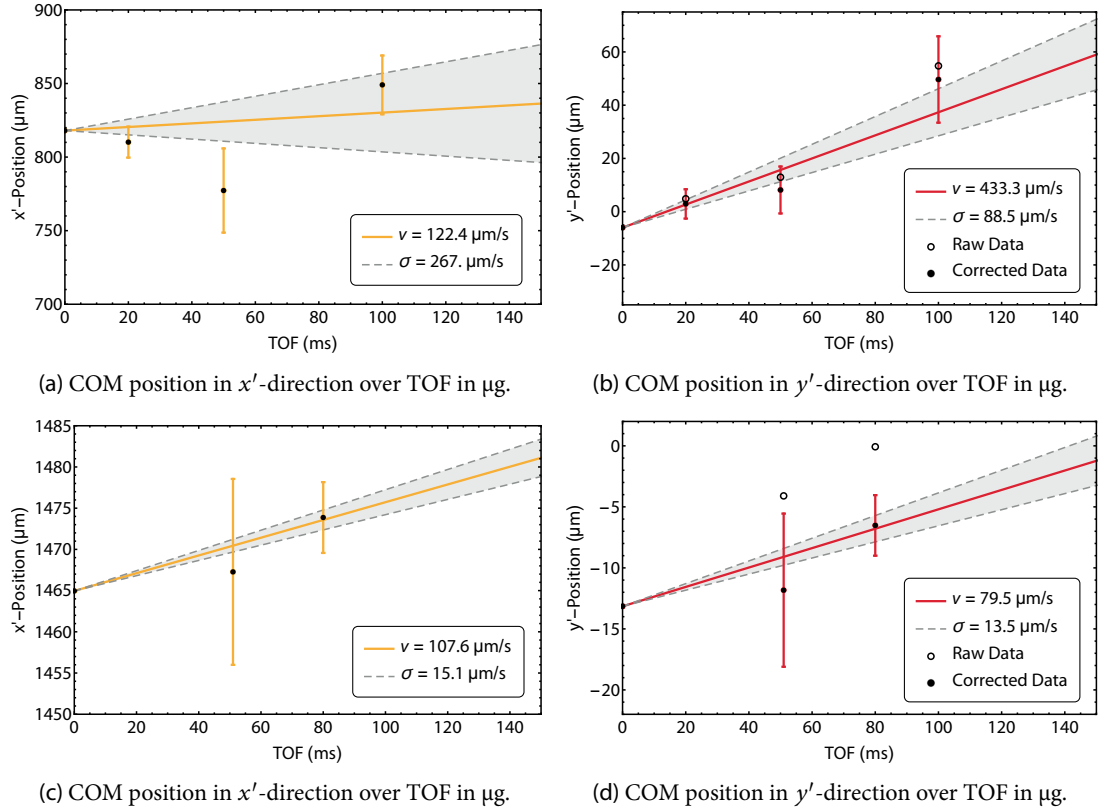 900
850
800
750
700
x′−Position (µm)
0 20 40 60 80 100 120 140
TOF (ms)
v = 122.4 µm/s
σ = 267. µm/s
(a) COM position in x′-direction over TOF in µg.
60
40
20
0
−20
y′−Position (µm)
0 20 40 60 80 100 120 140
TOF (ms)
v = 433.3 µm/s
σ = 88.5 µm/s
Raw Data
Corrected Data
(b) COM position in y′-direction over TOF in µg.
1485
1480
1475
1470
1465
1460
1455
1450
x′−Position (µm)
0 20 40 60 80 100 120 140
TOF (ms)
v = 107.6 µm/s
σ = 15.1 µm/s
(c) COM position in x′-direction over TOF in µg.
0
−5
−10
−15
−20
y′−Position (µm)
0 20 40 60 80 100 120 140
TOF (ms)
v = 79.5 µm/s
σ = 13.5 µm/s
Raw Data
Corrected Data
(d) COM position in y′-direction over TOF in µg.